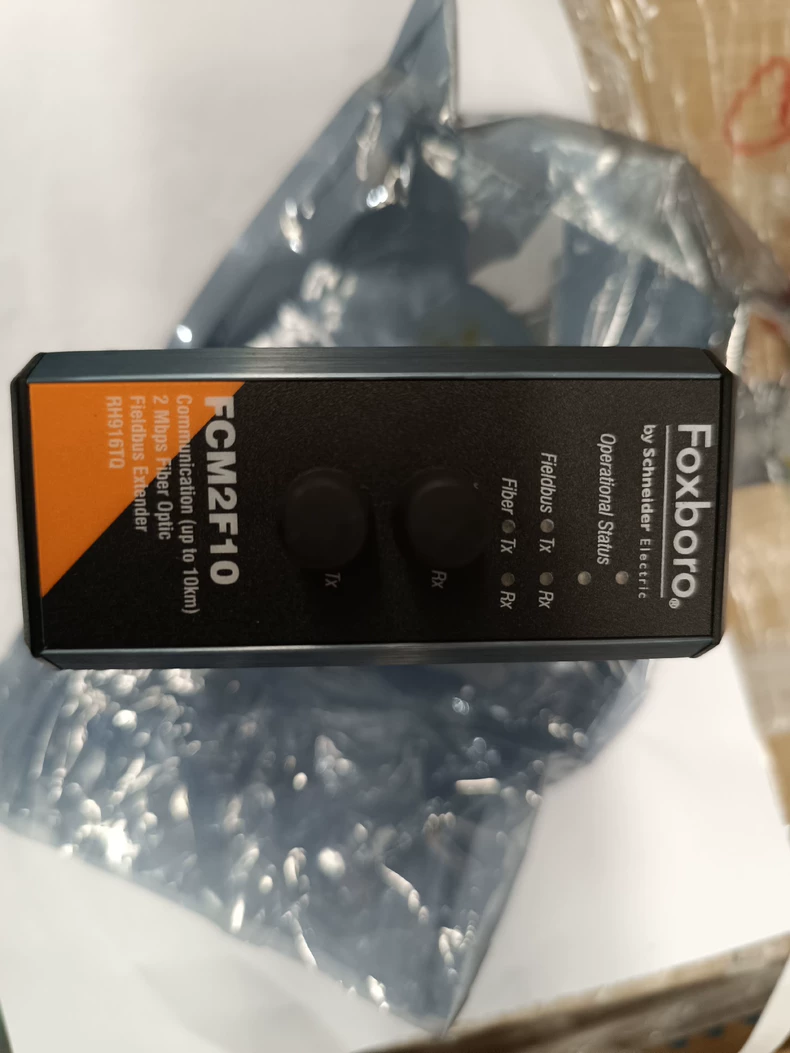 Foxboro®
by Schneider Electric
Operational Status
Fieldbus Tx Rx
Fiber Tx Rx
Rx
Tx
FCM2F10
Communication (up to 10km)
2 Mbps Fiber Optic
Fieldbus Extender
RH916TQ